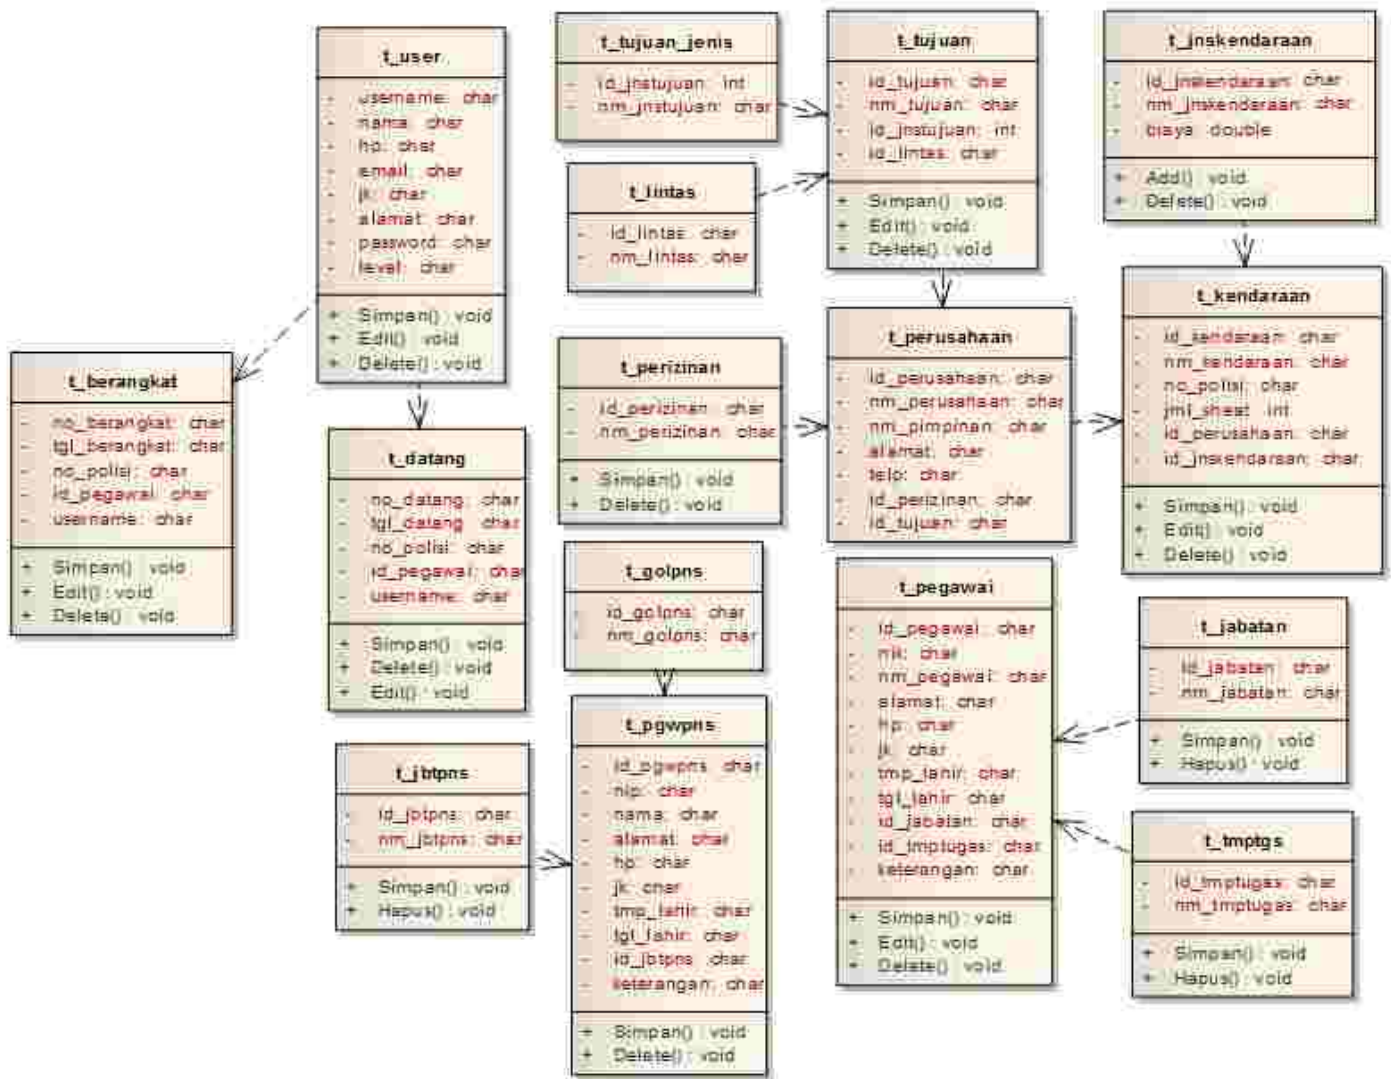 t_user
- username: char
- nama: char
- hp: char
- email: char
- jk: char
- alamat: char
- password: char
- level: char
+ Simpan() : void
+ Edit() : void
+ Delete() : void
t_tujuan_jenis
- id_jnstujuan: int
- nm_jnstujuan: char
t_tujuan
- id_tujuan: char
- nm_tujuan: char
- id_jnstujuan: int
- id_lintas: char
+ Simpan() : void
+ Edit() : void
+ Delete() : void
t_jnskendaraan
- id_jnskendaraan: char
- nm_jnskendaraan: char
- biaya: double
+ Add() : void
+ Delete() : void
t_lintas
- id_lintas: char
- nm_lintas: char
t_kendaraan
- id_kendaraan: char
- nm_kendaraan: char
- no_polisi: char
- jml_sheat: int
- id_perusahaan: char
- id_jnskendaraan: char
+ Simpan() : void
+ Edit() : void
+ Delete() : void
t_perusahaan
- id_perusahaan: char
- nm_perusahaan: char
- nm_pimpinan: char
- alamat: char
- telp: char
- id_perizinan: char
- id_tujuan: char
t_perizinan
- id_perizinan: char
- nm_perizinan: char
+ Simpan() : void
+ Delete() : void
t_berangkat
- no_berangkat: char
- tgl_berangkat: char
- no_polisi: char
- id_pegawai: char
- username: char
+ Simpan() : void
+ Edit() : void
+ Delete() : void
t_datang
- no_datang: char
- tgl_datang: char
- no_polisi: char
- id_pegawai: char
- username: char
+ Simpan() : void
+ Delete() : void
+ Edit() : void
t_golpns
- id_golpns: char
- nm_golpns: char
t_pegawai
- id_pegawai: char
- nik: char
- nm_pegawai: char
- alamat: char
- hp: char
- jk: char
- tmp_lahir: char
- tgl_lahir: char
- id_jabatan: char
- id_tmptugas: char
- keterangan: char
+ Simpan() : void
+ Edit() : void
+ Delete() : void
t_jabatan
- id_jabatan: char
- nm_jabatan: char
+ Simpan() : void
+ Hapus() : void
t_pgwpns
- id_pgwpns: char
- nip: char
- nama: char
- alamat: char
- hp: char
- jk: char
- tmp_lahir: char
- tgl_lahir: char
- id_jbtpns: char
- keterangan: char
+ Simpan() : void
+ Delete() : void
t_jbtpns
- id_jbtpns: char
- nm_jbtpns: char
+ Simpan() : void
+ Hapus() : void
t_tmptgs
- id_tmptugas: char
- nm_tmptugas: char
+ Simpan() : void
+ Hapus() : void